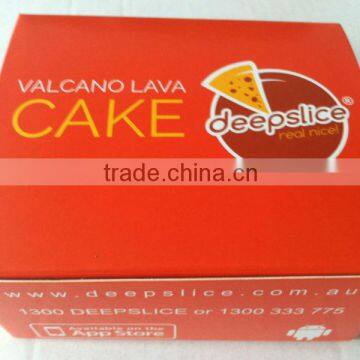 VALCANO LAVA
CAKE
deepslice®
real nice!
trade.china.cn
www.deepslice.com.au
1300 DEEPSLICE or 1300 333 775
Available on the
App Store